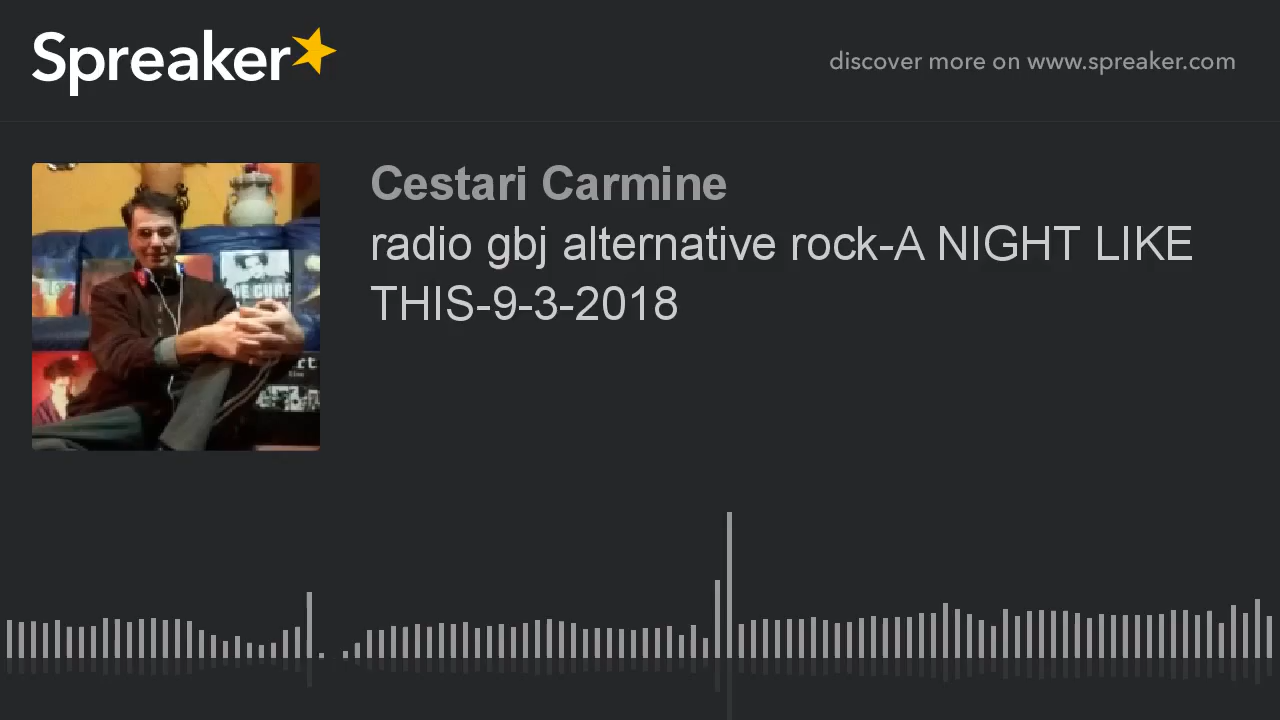 Spreaker
discover more on www.spreaker.com
Cestari Carmine
radio gbj alternative rock-A NIGHT LIKE
THIS-9-3-2018
CURE